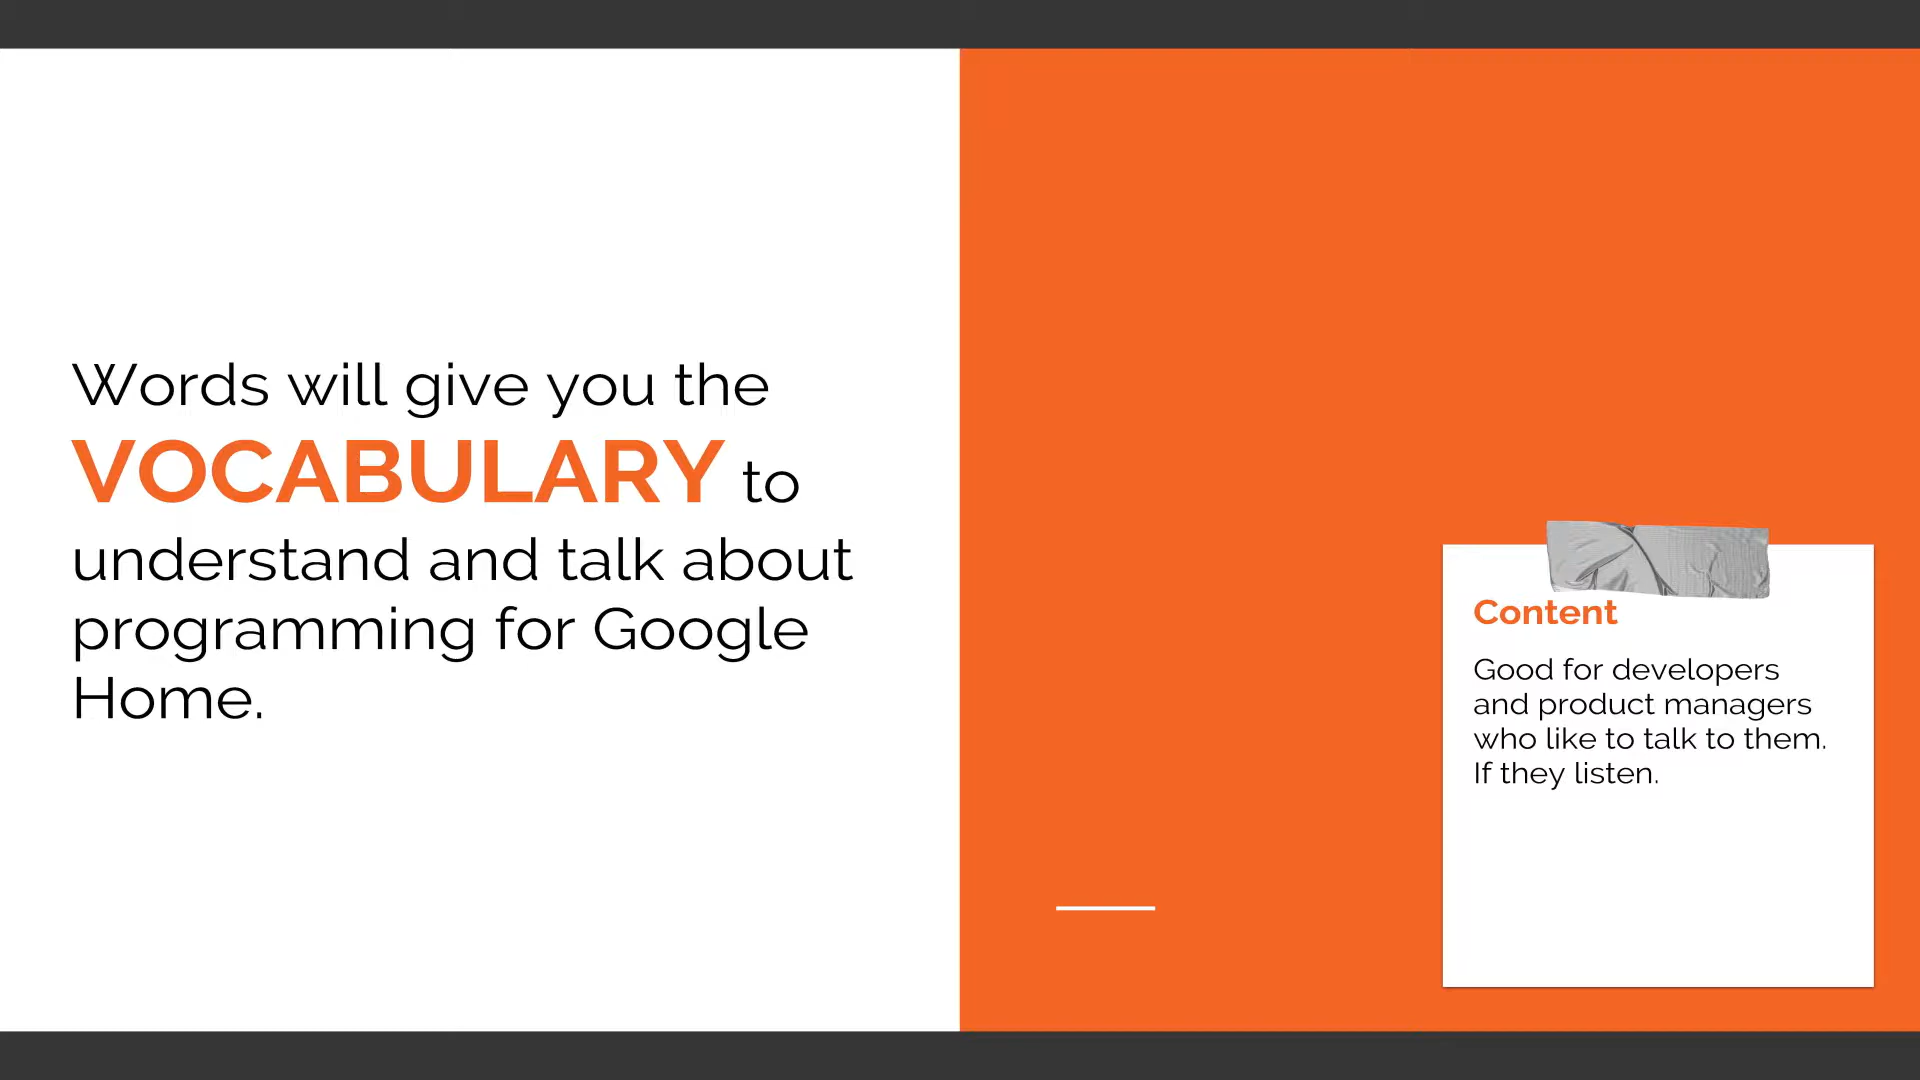 Words will give you the
VOCABULARY to
understand and talk about
programming for Google
Home.
Content
Good for developers
and product managers
who like to talk to them.
If they listen.